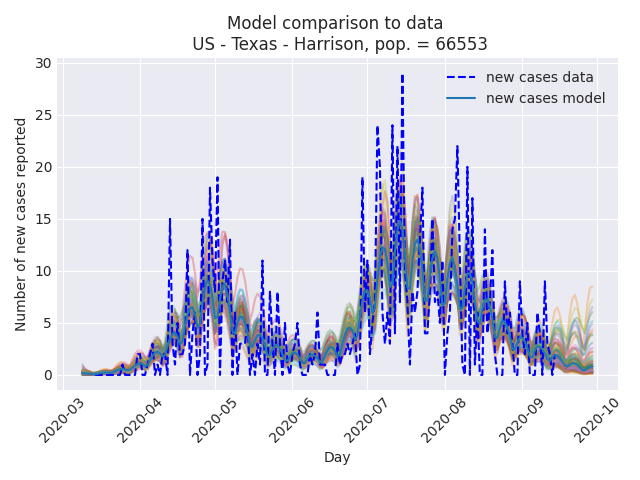 Model comparison to data
US - Texas - Harrison, pop. = 66553
new cases data
new cases model
Number of new cases reported
30
25
20
15
10
5
0
2020-03
2020-04
2020-05
2020-06
2020-07
2020-08
2020-09
2020-10
Day